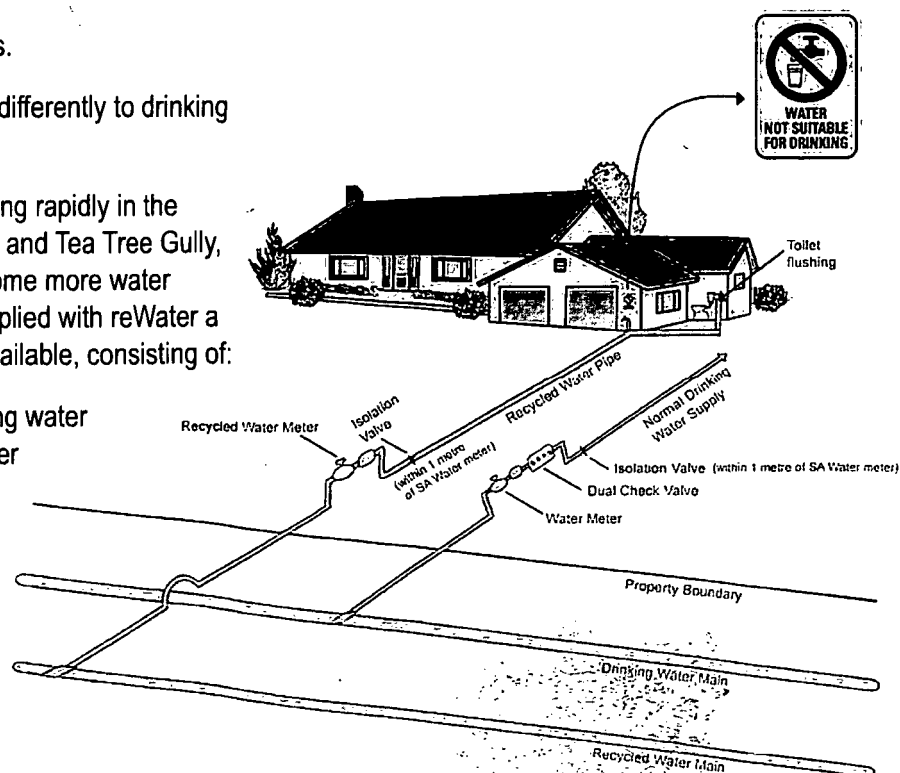 s.
differently to drinking
ng rapidly in the
and Tea Tree Gully,
ome more water
plied with reWater a
ailable, consisting of:
ng water
er
WATER
NOT SUITABLE
FOR DRINKING
Toilet
flushing
Recycled Water Meter
Isolation
Valve
(within 1 metre
of SA Water meter)
Recycled Water Pipe
Normal Drinking
Water Supply
Isolation Valve (within 1 metre of SA Water meter)
Dual Check Valve
Water Meter
Property Boundary
Drinking Water Main
Recycled Water Main